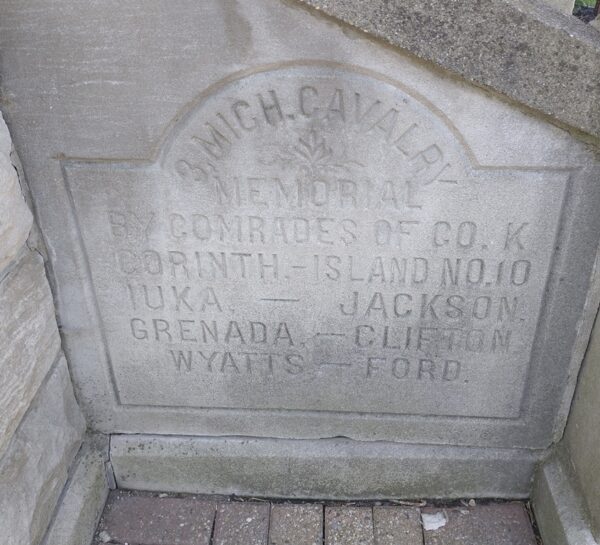 3. MICH. CAVALRY
MEMORIAL
BY COMRADES OF CO. K
CORINTH.-ISLAND NO.10
IUKA. — JACKSON.
GRENADA. — CLIFTON
WYATTS — FORD.